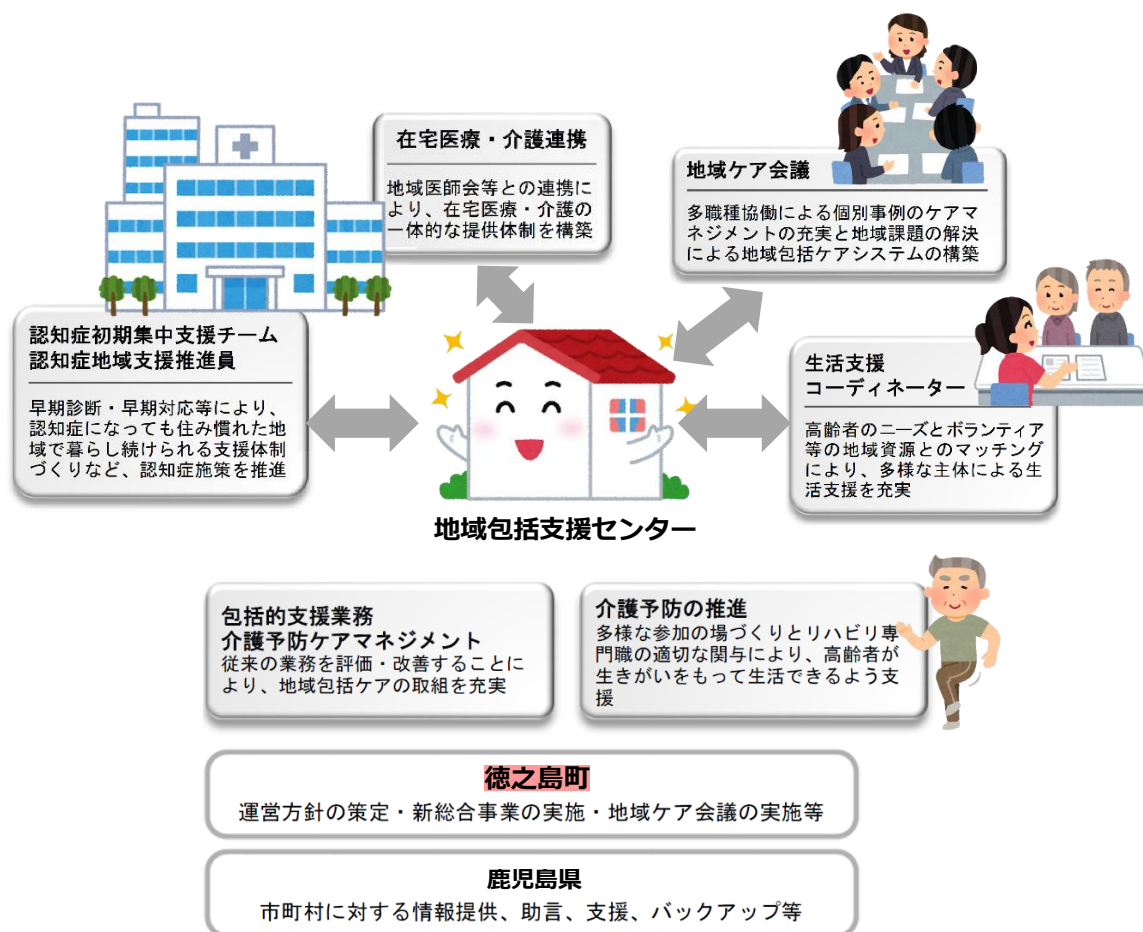 在宅医療・介護連携
地域医師会等との連携に
より、在宅医療・介護の
一体的な提供体制を構築
地域ケア会議
多職種協働による個別事例のケアマ
ネジメントの充実と地域課題の解決
による地域包括ケアシステムの構築
認知症初期集中支援チーム
認知症地域支援推進員
早期診断・早期対応等により、
認知症になっても住み慣れた地
域で暮らし続けられる支援体制
づくりなど、認知症施策を推進
生活支援
コーディネーター
高齢者のニーズとボランティア
等の地域資源とのマッチング
により、多様な主体による生
活支援を充実
地域包括支援センター
包括的支援業務
介護予防ケアマネジメント
従来の業務を評価・改善することに
より、地域包括ケアの取組を充実
介護予防の推進
多様な参加の場づくりとリハビリ専
門職の適切な関与により、高齢者が
生きがいをもって生活できるよう支
援
徳之島町
運営方針の策定・新総合事業の実施・地域ケア会議の実施等
鹿児島県
市町村に対する情報提供、助言、支援、バックアップ等